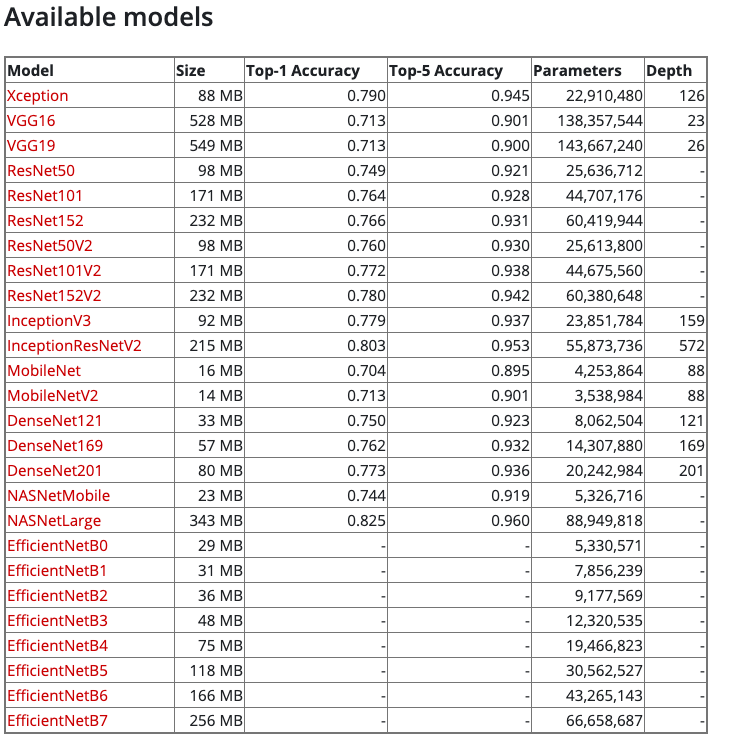 Available models
Model Size Top-1 Accuracy Top-5 Accuracy Parameters Depth
Xception 88 MB 0.790 0.945 22,910,480 126
VGG16 528 MB 0.713 0.901 138,357,544 23
VGG19 549 MB 0.713 0.900 143,667,240 26
ResNet50 98 MB 0.749 0.921 25,636,712 -
ResNet101 171 MB 0.764 0.928 44,707,176 -
ResNet152 232 MB 0.766 0.931 60,419,944 -
ResNet50V2 98 MB 0.760 0.930 25,613,800 -
ResNet101V2 171 MB 0.772 0.938 44,675,560 -
ResNet152V2 232 MB 0.780 0.942 60,380,648 -
InceptionV3 92 MB 0.779 0.937 23,851,784 159
InceptionResNetV2 215 MB 0.803 0.953 55,873,736 572
MobileNet 16 MB 0.704 0.895 4,253,864 88
MobileNetV2 14 MB 0.713 0.901 3,538,984 88
DenseNet121 33 MB 0.750 0.923 8,062,504 121
DenseNet169 57 MB 0.762 0.932 14,307,880 169
DenseNet201 80 MB 0.773 0.936 20,242,984 201
NASNetMobile 23 MB 0.744 0.919 5,326,716 -
NASNetLarge 343 MB 0.825 0.960 88,949,818 -
EfficientNetB0 29 MB - - 5,330,571 -
EfficientNetB1 31 MB - - 7,856,239 -
EfficientNetB2 36 MB - - 9,177,569 -
EfficientNetB3 48 MB - - 12,320,535 -
EfficientNetB4 75 MB - - 19,466,823 -
EfficientNetB5 118 MB - - 30,562,527 -
EfficientNetB6 166 MB - - 43,265,143 -
EfficientNetB7 256 MB - - 66,658,687 -